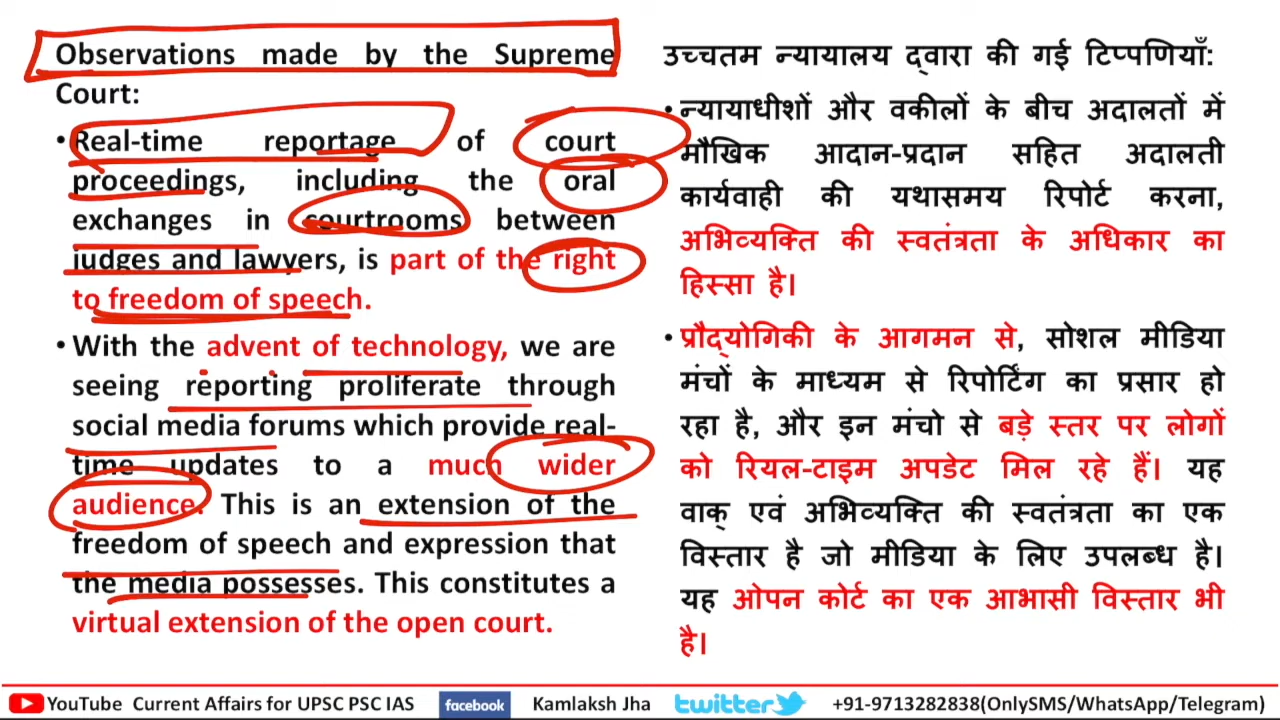 Observations made by the Supreme
Court:
• Real-time reportage of court
proceedings, including the oral
exchanges in courtrooms between
judges and lawyers, is part of the right
to freedom of speech.
• With the advent of technology, we are
seeing reporting proliferate through
social media forums which provide real-
time updates to a much wider
audience. This is an extension of the
freedom of speech and expression that
the media possesses. This constitutes a
virtual extension of the open court.
उच्चतम न्यायालय द्वारा की गई टिप्पणियाँ:
• न्यायाधीशों और वकीलों के बीच अदालतों में
मौखिक आदान-प्रदान सहित अदालती
कार्यवाही की यथासमय रिपोर्ट करना,
अभिव्यक्ति की स्वतंत्रता के अधिकार का
हिस्सा है।
• प्रौद्योगिकी के आगमन से, सोशल मीडिया
मंचों के माध्यम से रिपोर्टिंग का प्रसार हो
रहा है, और इन मंचो से बड़े स्तर पर लोगों
को रियल-टाइम अपडेट मिल रहे हैं। यह
वाक् एवं अभिव्यक्ति की स्वतंत्रता का एक
विस्तार है जो मीडिया के लिए उपलब्ध है।
यह ओपन कोर्ट का एक आभासी विस्तार भी
है।
YouTube Current Affairs for UPSC PSC IAS facebook Kamlaksh Jha twitter +91-9713282838(OnlySMS/WhatsApp/Telegram)